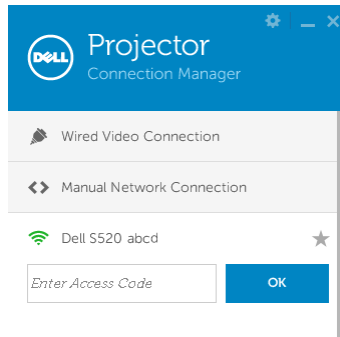 DELL
Projector
Connection Manager
Wired Video Connection
Manual Network Connection
Dell S520 abcd
Enter Access Code
OK